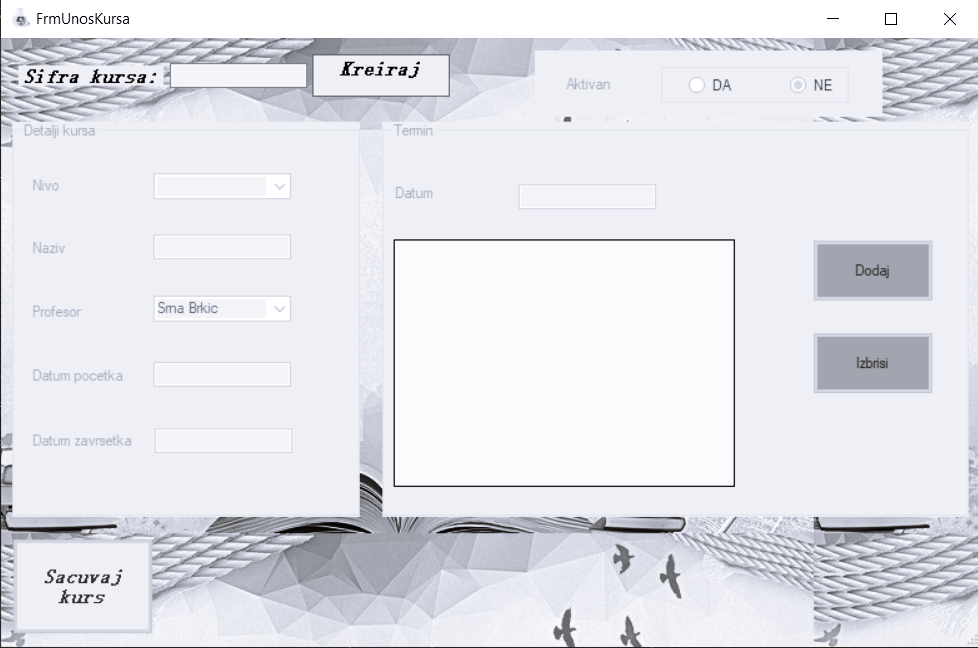 FrmUnosKursa
Sifra kursa:
Kreiraj
Aktivan
DA
NE
Detalji kursa
Nivo
Naziv
Profesor
Srna Brkic
Datum pocetka
Datum zavrsetka
Termin
Datum
Dodaj
Izbrisi
Sacuvaj
kurs